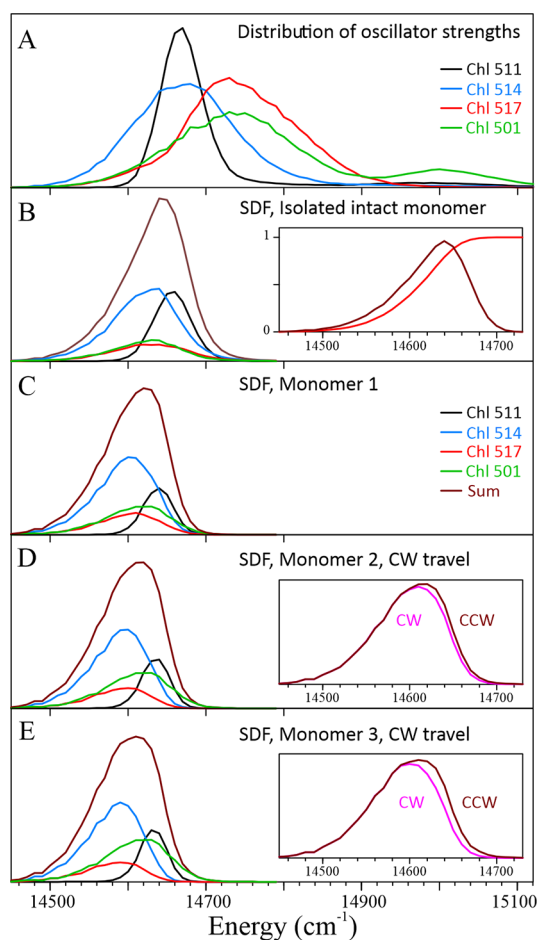 A
Distribution of oscillator strengths
Chl 511
Chl 514
Chl 517
Chl 501
B
SDF, Isolated intact monomer
1
0
14500 14600 14700
C
SDF, Monomer 1
Chl 511
Chl 514
Chl 517
Chl 501
Sum
D
SDF, Monomer 2, CW travel
CW CCW
14500 14600 14700
E
SDF, Monomer 3, CW travel
CW CCW
14500 14600 14700
14500 14700 14900 15100
Energy (cm-1)